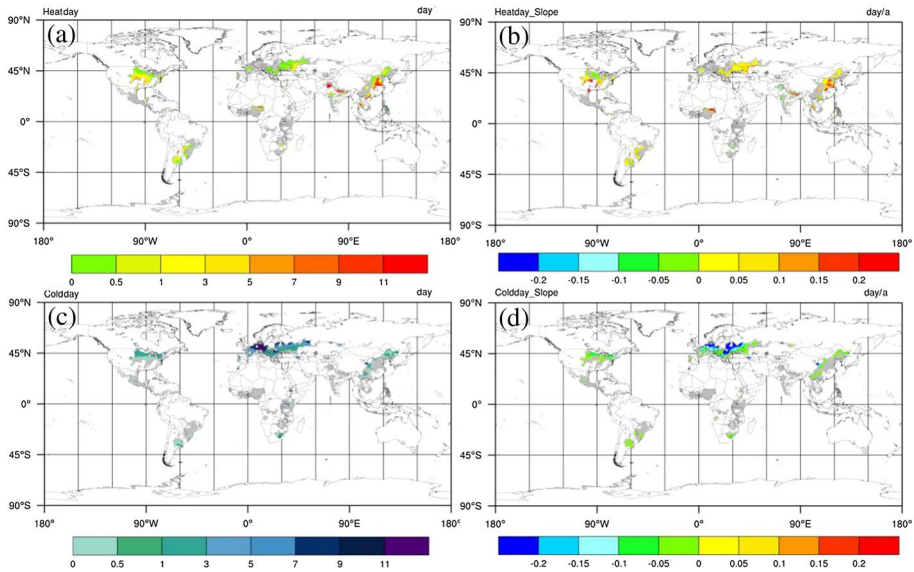 Heatday day
(a)
90°N
45°N
0°
45°S
90°S
180° 90°W 0° 90°E 180°
0 0.5 1 3 5 7 9 11
Heatday_Slope day/a
(b)
90°N
45°N
0°
45°S
90°S
180° 90°W 0° 90°E 180°
-0.2 -0.15 -0.1 -0.05 0 0.05 0.1 0.15 0.2
Coldday day
(c)
90°N
45°N
0°
45°S
90°S
180° 90°W 0° 90°E 180°
0 0.5 1 3 5 7 9 11
Coldday_Slope day/a
(d)
90°N
45°N
0°
45°S
90°S
180° 90°W 0° 90°E 180°
-0.2 -0.15 -0.1 -0.05 0 0.05 0.1 0.15 0.2